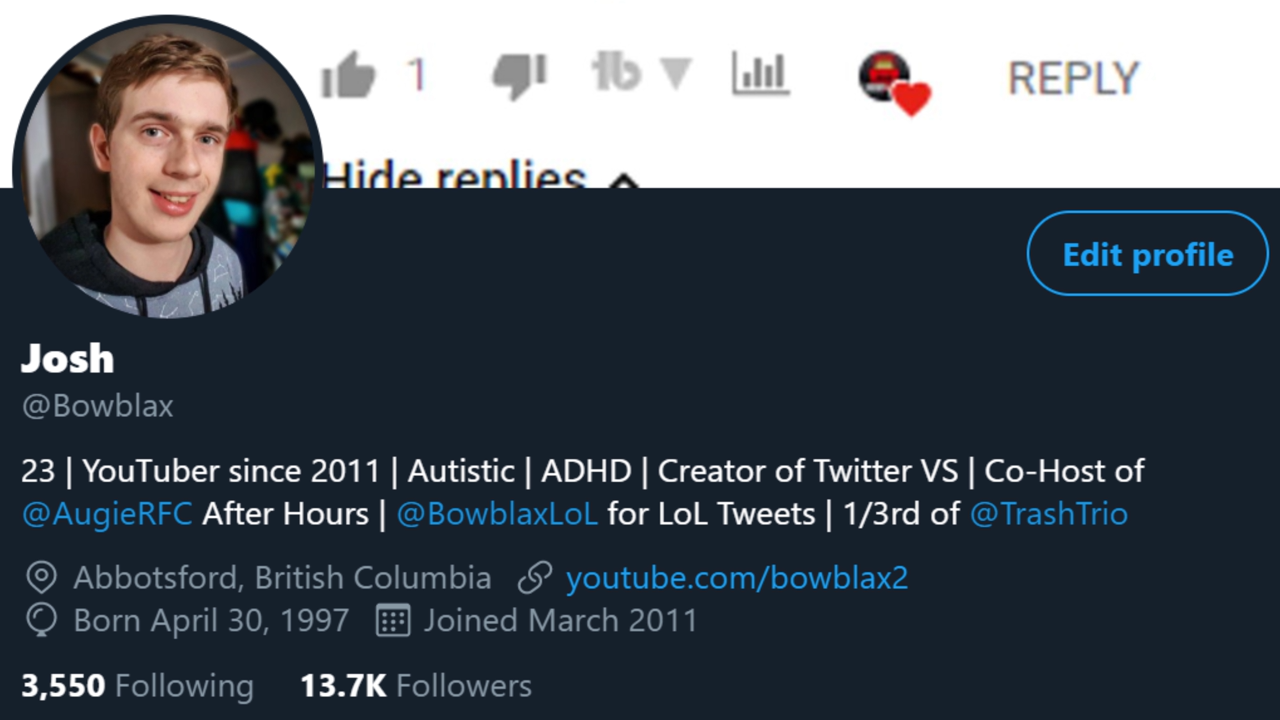 1
REPLY
Hide replies
Edit profile
Josh
@Bowblax
23 | YouTuber since 2011 | Autistic | ADHD | Creator of Twitter VS | Co-Host of
@AugieRFC After Hours | @BowblaxLoL for LoL Tweets | 1/3rd of @TrashTrio
Abbotsford, British Columbia youtube.com/bowblax2
Born April 30, 1997 Joined March 2011
3,550 Following 13.7K Followers